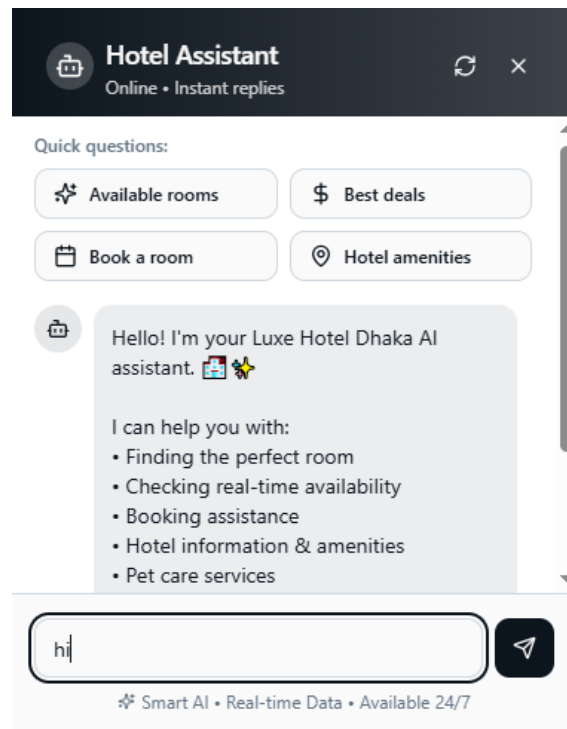 Hotel Assistant
Online • Instant replies
Quick questions:
Available rooms
Best deals
Book a room
Hotel amenities
Hello! I'm your Luxe Hotel Dhaka AI
assistant. 🏨✨
I can help you with:
• Finding the perfect room
• Checking real-time availability
• Booking assistance
• Hotel information & amenities
• Pet care services
hi
Smart AI • Real-time Data • Available 24/7